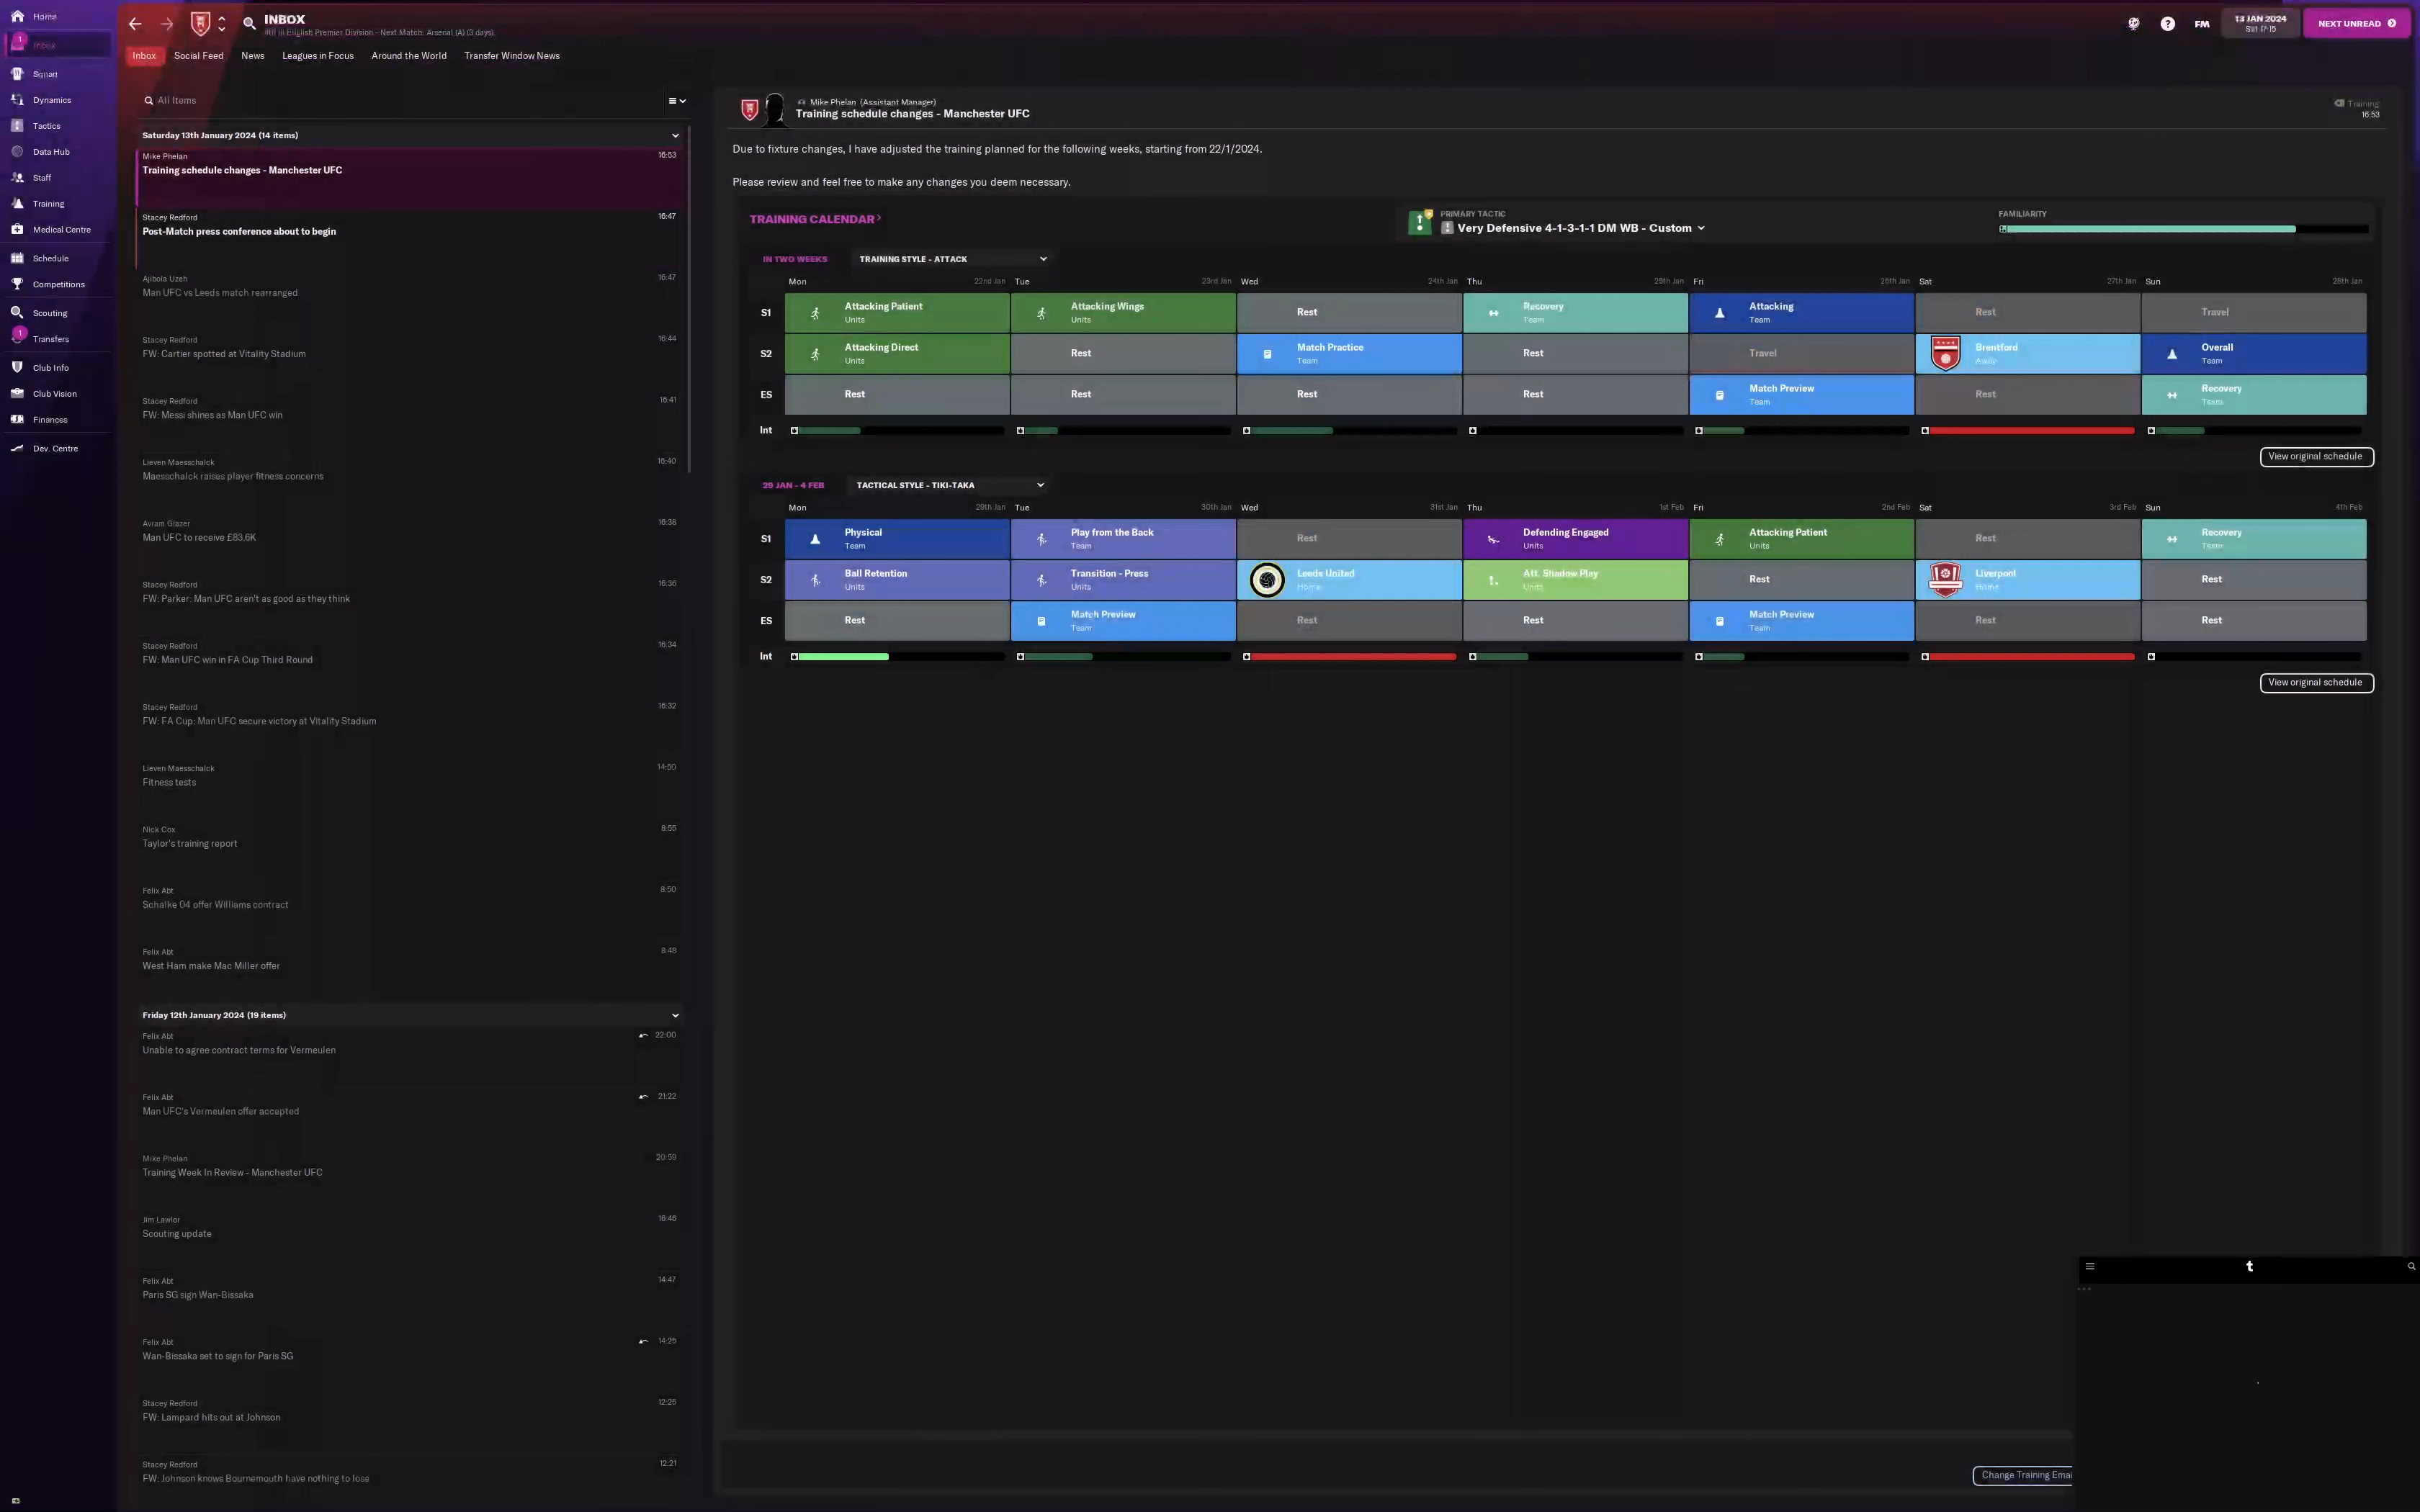 Home
INBOX
English Premier Division - Next Match: Arsenal (A) (3 days)
FM
13 JAN 2024
Sat 17:15
NEXT UNREAD
1
Inbox
Inbox
Social Feed
News
Leagues in Focus
Around the World
Transfer Window News
Squad
Dynamics
Tactics
Data Hub
Staff
Training
Medical Centre
Schedule
Competitions
Scouting
1
Transfers
Club Info
Club Vision
Finances
Dev. Centre
All Items
Saturday 13th January 2024 (14 items)
Mike Phelan
16:53
Training schedule changes - Manchester UFC
Stacey Redford
16:47
Post-Match press conference about to begin
Ajibola Uzeh
16:47
Man UFC vs Leeds match rearranged
Stacey Redford
16:44
FW: Cartier spotted at Vitality Stadium
Stacey Redford
16:41
FW: Messi shines as Man UFC win
Lieven Maesschalck
16:40
Maesschalck raises player fitness concerns
Avram Glazer
16:38
Man UFC to receive £83.6K
Stacey Redford
16:36
FW: Parker: Man UFC aren't as good as they think
Stacey Redford
16:34
FW: Man UFC win in FA Cup Third Round
Stacey Redford
16:32
FW: FA Cup: Man UFC secure victory at Vitality Stadium
Lieven Maesschalck
14:50
Fitness tests
Nick Cox
8:55
Taylor's training report
Felix Abt
8:50
Schalke 04 offer Williams contract
Felix Abt
8:48
West Ham make Mac Miller offer
Friday 12th January 2024 (19 items)
Felix Abt
22:00
Unable to agree contract terms for Vermeulen
Felix Abt
21:22
Man UFC's Vermeulen offer accepted
Mike Phelan
20:59
Training Week In Review - Manchester UFC
Jim Lawlor
16:46
Scouting update
Felix Abt
14:47
Paris SG sign Wan-Bissaka
Felix Abt
14:25
Wan-Bissaka set to sign for Paris SG
Stacey Redford
12:25
FW: Lampard hits out at Johnson
Stacey Redford
12:21
FW: Johnson knows Bournemouth have nothing to lose
Mike Phelan (Assistant Manager)
Training schedule changes - Manchester UFC
Training
16:53
Due to fixture changes, I have adjusted the training planned for the following weeks, starting from 22/1/2024.
Please review and feel free to make any changes you deem necessary.
TRAINING CALENDAR
PRIMARY TACTIC
Very Defensive 4-1-3-1-1 DM WB - Custom
FAMILIARITY
IN TWO WEEKS
TRAINING STYLE - ATTACK
Mon 22nd Jan Tue 23rd Jan Wed 24th Jan Thu 25th Jan Fri 26th Jan Sat 27th Jan Sun 28th Jan
S1
Attacking Patient
Units
Attacking Wings
Units
Rest
Recovery
Team
Attacking
Team
Rest
Travel
S2
Attacking Direct
Units
Rest
Match Practice
Team
Rest
Travel
Brentford
Away
Overall
Team
ES
Rest
Rest
Rest
Rest
Match Preview
Team
Rest
Recovery
Team
Int
View original schedule
29 JAN - 4 FEB
TACTICAL STYLE - TIKI-TAKA
Mon 29th Jan Tue 30th Jan Wed 31st Jan Thu 1st Feb Fri 2nd Feb Sat 3rd Feb Sun 4th Feb
S1
Physical
Team
Play from the Back
Team
Rest
Defending Engaged
Units
Attacking Patient
Units
Rest
Recovery
Team
S2
Ball Retention
Units
Transition - Press
Units
Leeds United
Home
Att. Shadow Play
Units
Rest
Liverpool
Home
Rest
ES
Rest
Match Preview
Team
Rest
Rest
Match Preview
Team
Rest
Rest
Int
View original schedule
t
Change Training Emai